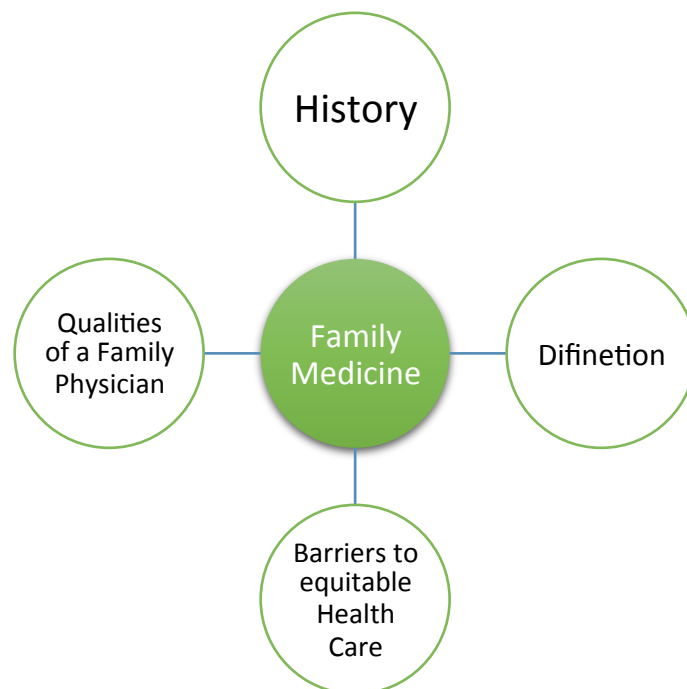 History
Qualities
of a Family
Physician
Family
Medicine
Difinetion
Barriers to
equitable
Health
Care